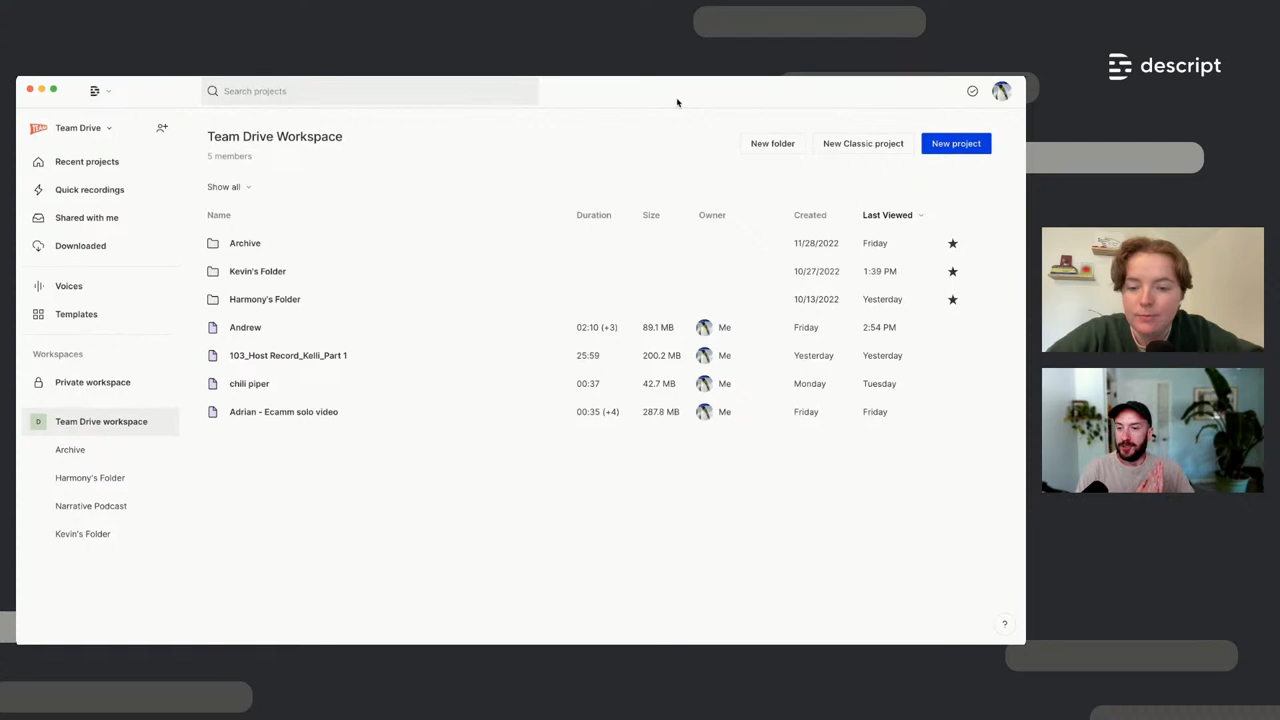 descript
Search projects
Team Drive
Recent projects
Quick recordings
Shared with me
Downloaded
Voices
Templates
Workspaces
Private workspace
D Team Drive workspace
Archive
Harmony's Folder
Narrative Podcast
Kevin's Folder
Team Drive Workspace
5 members
New folder New Classic project New project
Show all
Name Duration Size Owner Created Last Viewed
Archive 11/28/2022 Friday
Kevin's Folder 10/27/2022 1:39 PM
Harmony's Folder 10/13/2022 Yesterday
Andrew 02:10 (+3) 89.1 MB Me Friday 2:54 PM
103_Host Record_Kelli_Part 1 25:59 200.2 MB Me Yesterday Yesterday
chili piper 00:37 42.7 MB Me Monday Tuesday
Adrian - Ecamm solo video 00:35 (+4) 287.8 MB Me Friday Friday
?